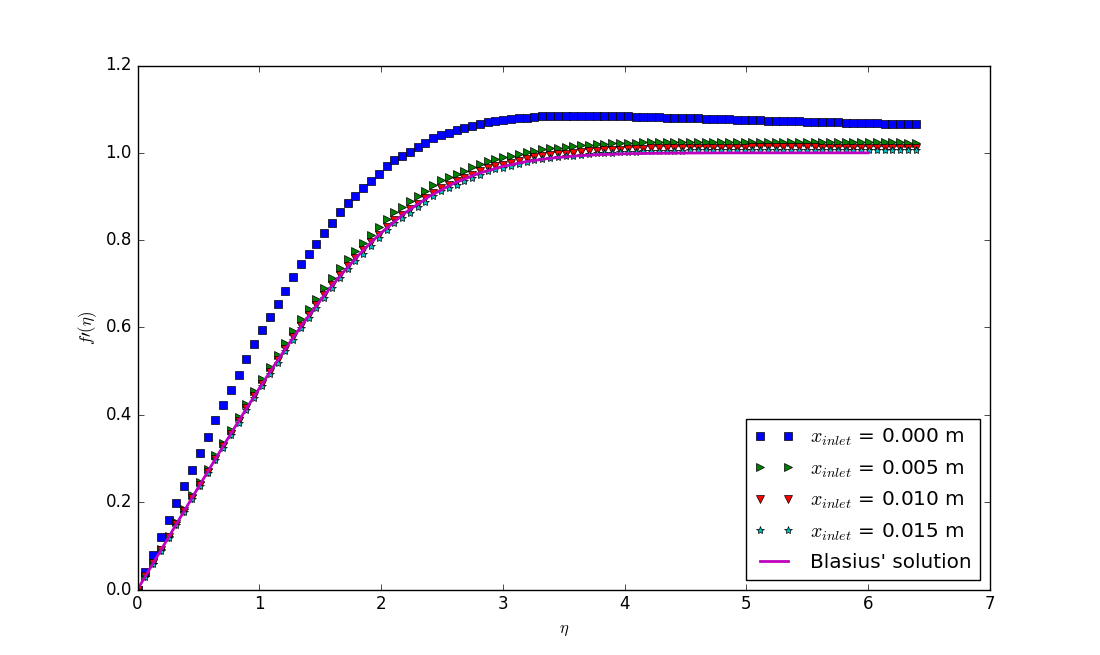 1.2
1.0
0.8
0.6
0.4
0.2
0.0
f′(η)
0 1 2 3 4 5 6 7
η
x_inlet = 0.000 m
x_inlet = 0.005 m
x_inlet = 0.010 m
x_inlet = 0.015 m
Blasius' solution